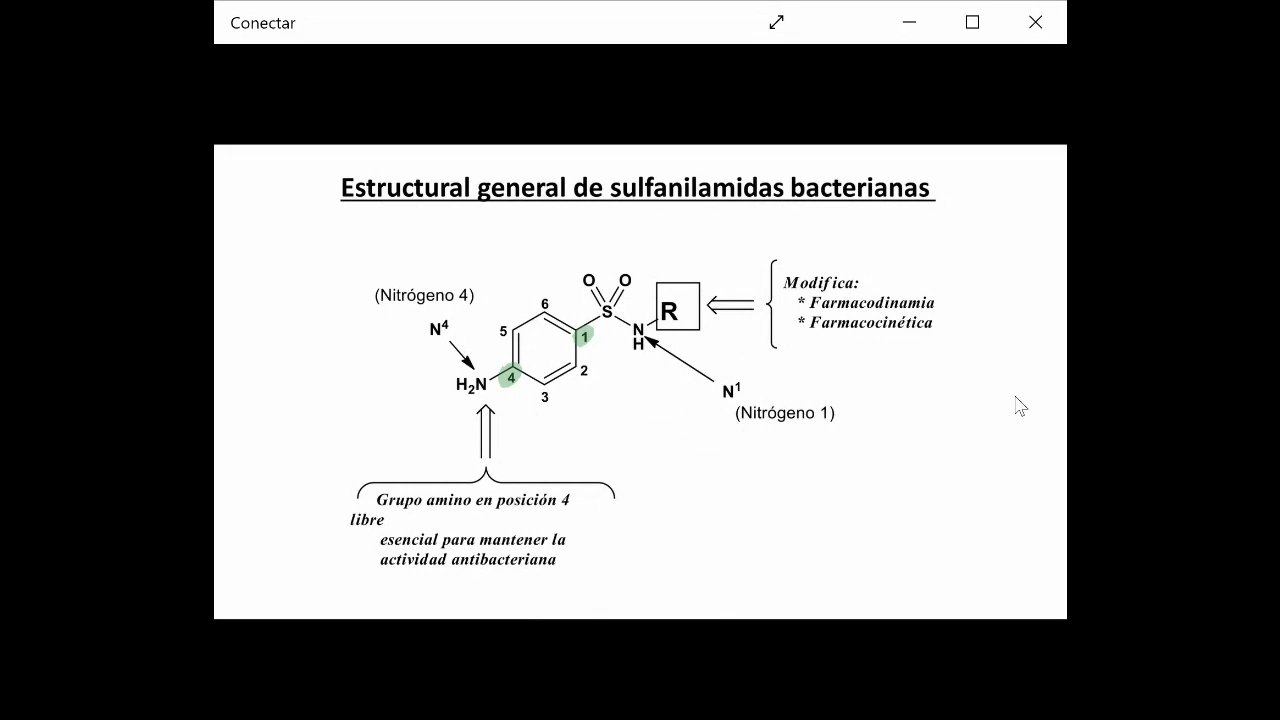 Conectar
Estructural general de sulfanilamidas bacterianas
O O
Modifica:
* Farmacodinamia
* Farmacocinética
(Nitrógeno 4)
6
S
R
N⁴
5
1
N
H
H₂N
4
2
3
N¹
(Nitrógeno 1)
Grupo amino en posición 4
libre
esencial para mantener la
actividad antibacteriana